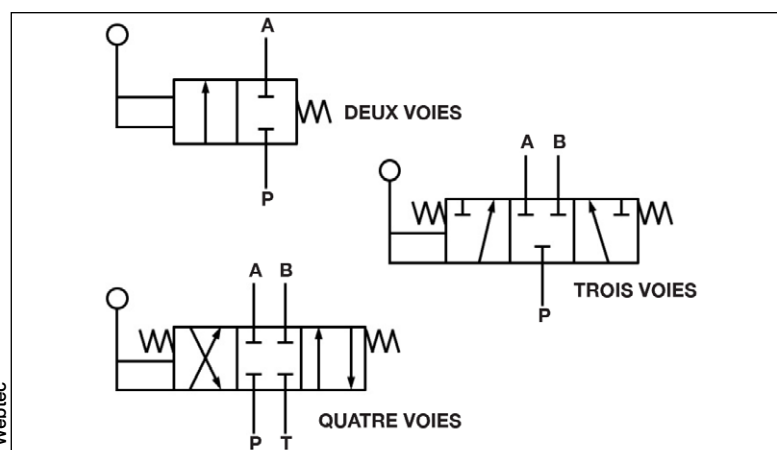 A
DEUX VOIES
P
A B
TROIS VOIES
P
A B
QUATRE VOIES
P T
Webtec